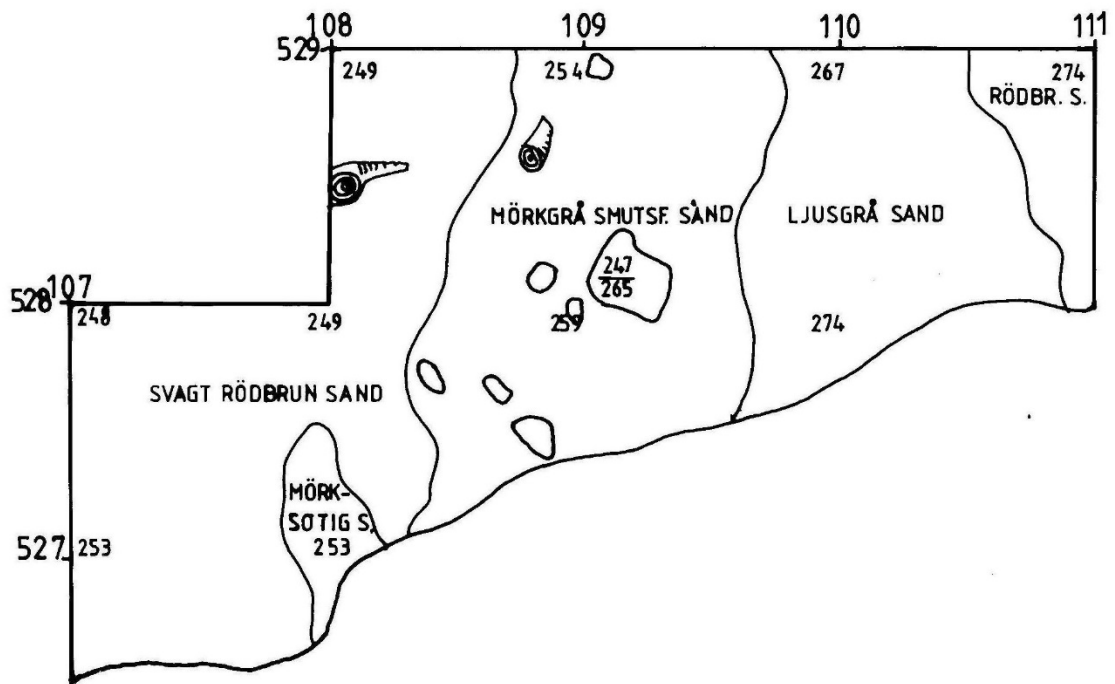 108 109 110 111
529
249 254 267 274
RÖDBR. S.
MÖRKGRÅ SMUTSF. SAND LJUSGRÅ SAND
247
265
107
528
248 249 259 274
SVAGT RÖDBRUN SAND
MÖRK-
SOTIG S,
527 253 253